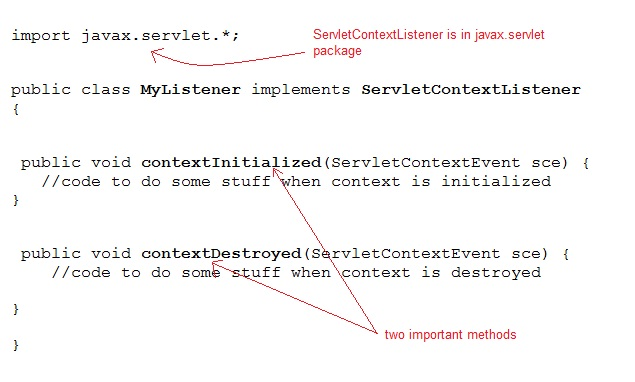 import javax.servlet.*;
ServletContextListener is in javax.servlet
package
public class MyListener implements ServletContextListener
{
public void contextInitialized(ServletContextEvent sce) {
//code to do some stuff when context is initialized
}
public void contextDestroyed(ServletContextEvent sce) {
//code to do some stuff when context is destroyed
}
two important methods
}